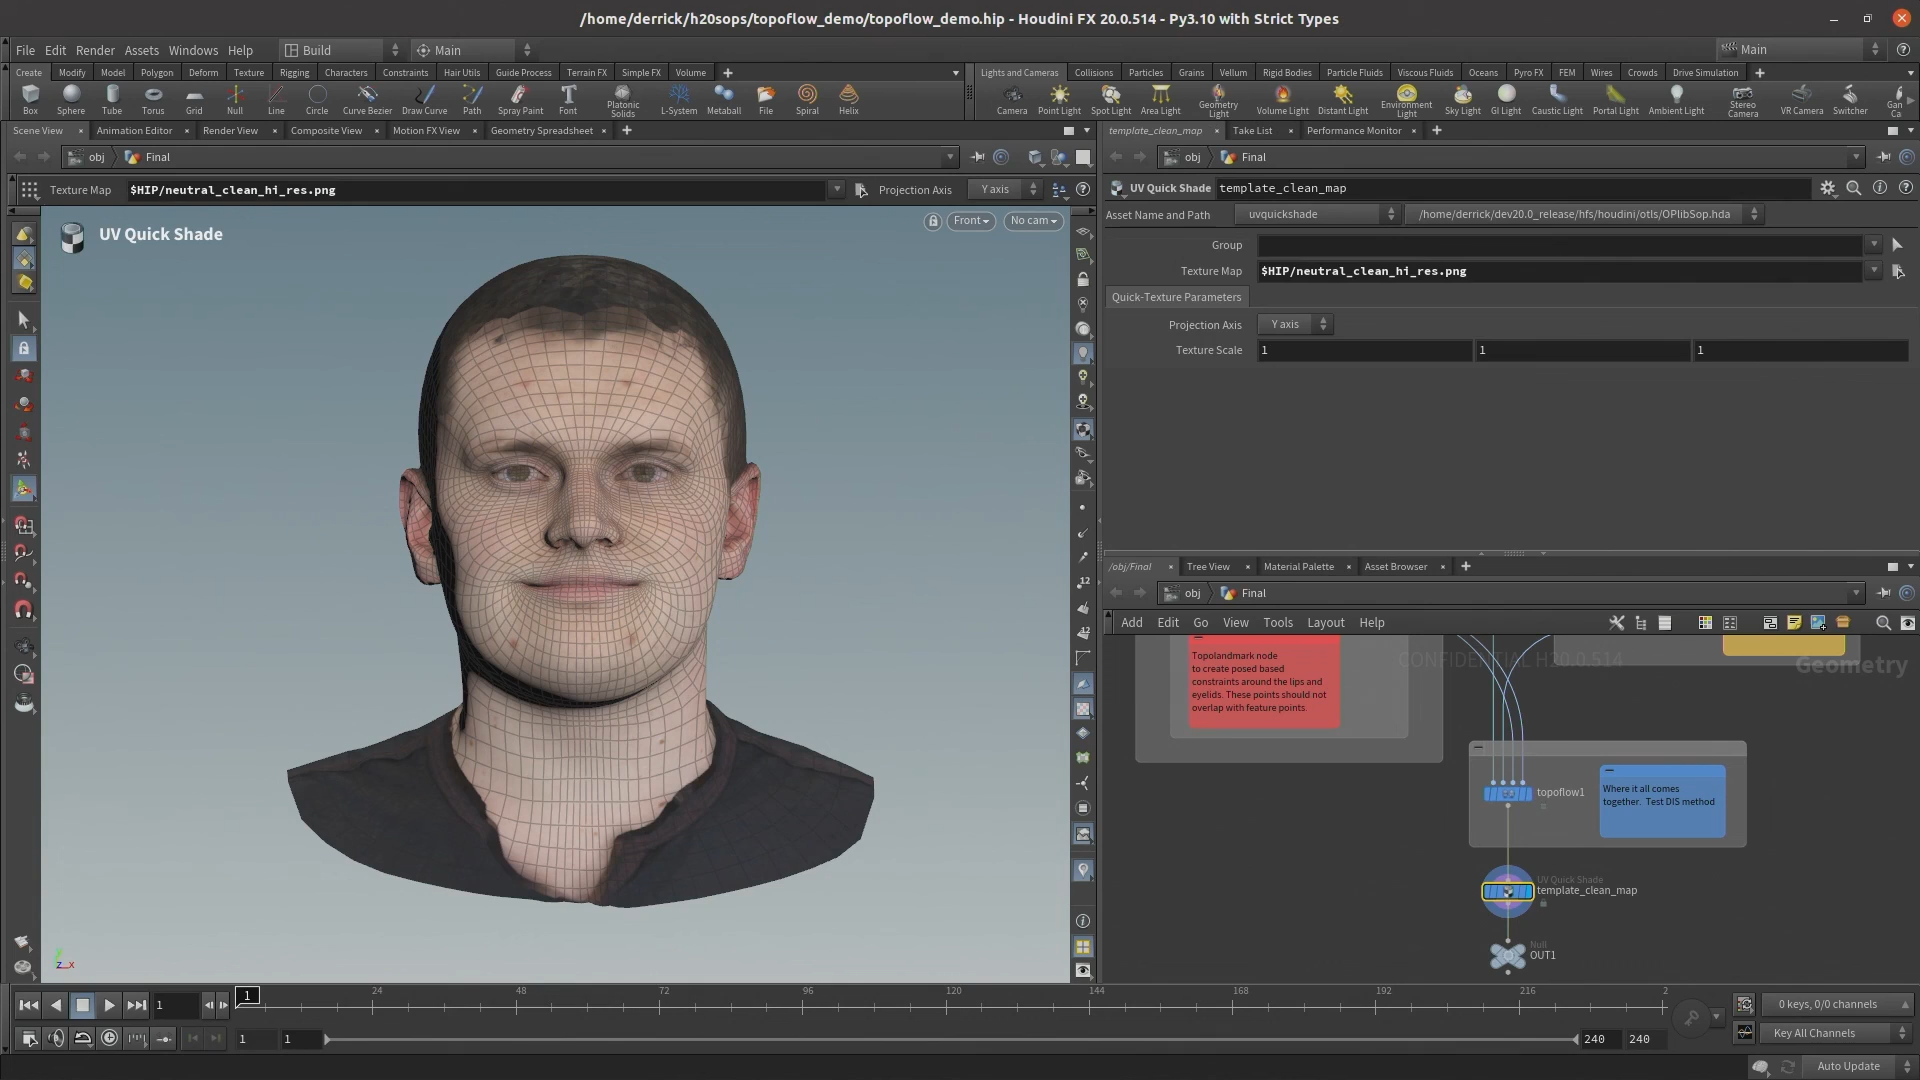 /home/derrick/h20sops/topoflow_demo/topoflow_demo.hip - Houdini FX 20.0.514 - Py3.10 with Strict Types
File Edit Render Assets Windows Help Build Main Main
Create Modify Model Polygon Deform Texture Rigging Characters Constraints Hair Utils Guide Process Terrain FX Simple FX Volume
Lights and Cameras Collisions Particles Grains Vellum Rigid Bodies Particle Fluids Viscous Fluids Oceans Pyro FX FEM Wires Crowds Drive Simulation
Box Sphere Tube Torus Grid Null Line Circle Curve Bezier Draw Curve Path Spray Paint Font Platonic Solids L-System Metaball File Spiral Helix
Camera Point Light Spot Light Area Light Geometry Light Volume Light Distant Light Environment Light Sky Light GI Light Caustic Light Portal Light Ambient Light Stereo Camera VR Camera Switcher Gan Ca
Scene View Animation Editor Render View Composite View Motion FX View Geometry Spreadsheet
obj Final
Texture Map $HIP/neutral_clean_hi_res.png Projection Axis Y axis
UV Quick Shade
Front No cam
z x
template_clean_map Take List Performance Monitor
obj Final
UV Quick Shade template_clean_map
Asset Name and Path uvquickshade /home/derrick/dev20.0_release/hfs/houdini/otls/OPlibSop.hda
Group
Texture Map $HIP/neutral_clean_hi_res.png
Quick-Texture Parameters
Projection Axis Y axis
Texture Scale 1 1 1
/obj/Final Tree View Material Palette Asset Browser
obj Final
Add Edit Go View Tools Layout Help
CONFIDENTIAL H20.0.514
Geometry
Topolandmark node
to create posed based
constraints around the lips and
eyelids. These points should not
overlap with feature points.
topoflow1
Where it all comes
together. Test DIS method
UV Quick Shade
template_clean_map
Null
OUT1
1 1 24 48 72 96 120 144 168 192 216 2
0 keys, 0/0 channels
1 1 240 240
Key All Channels
Auto Update